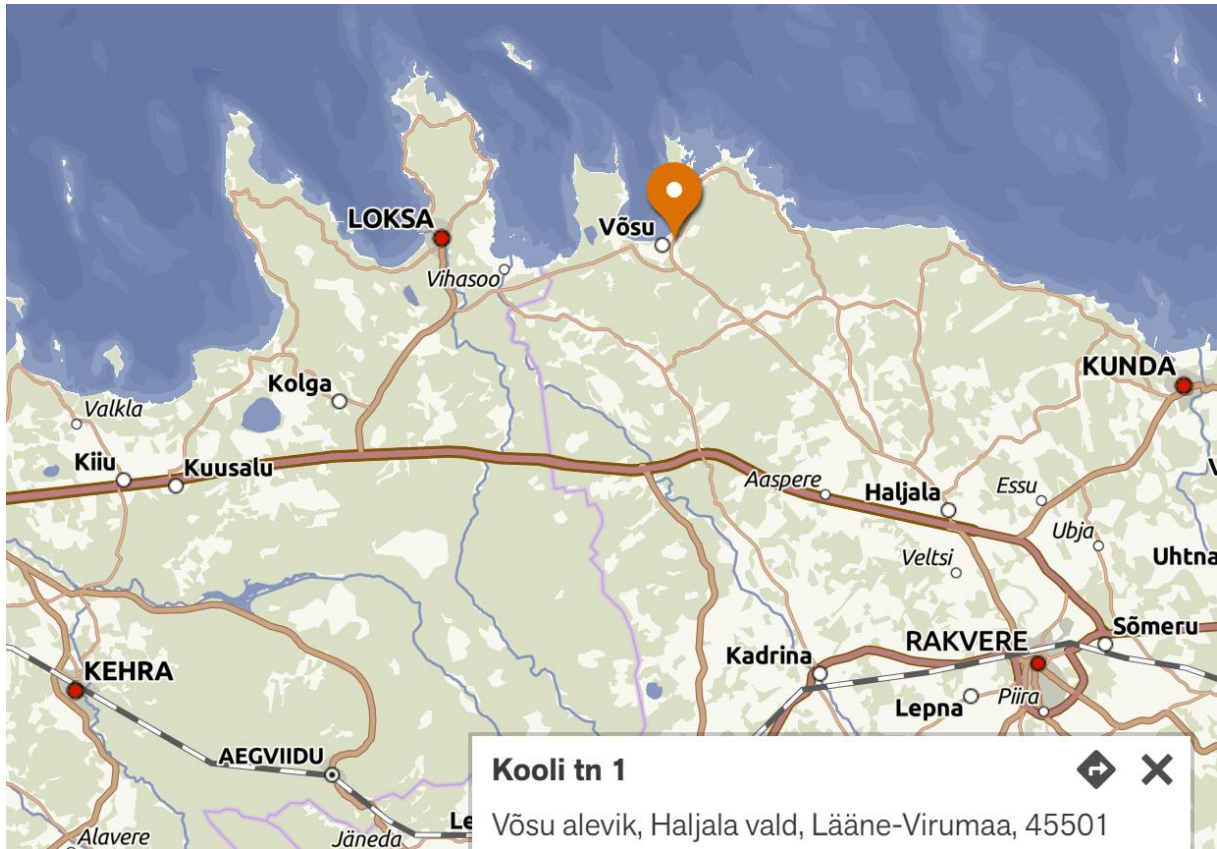 LOKSA
Võsu
Vihasoo
KUNDA
Kolga
Valkla
Kiiu
Kuusalu
Aaspere
Haljala
Essu
Ubja
Veltsi
Uhtna
Sõmeru
RAKVERE
Kadrina
KEHRA
Lepna
Piira
AEGVIIDU
Jäneda
Alavere
Kooli tn 1
Võsu alevik, Haljala vald, Lääne-Virumaa, 45501